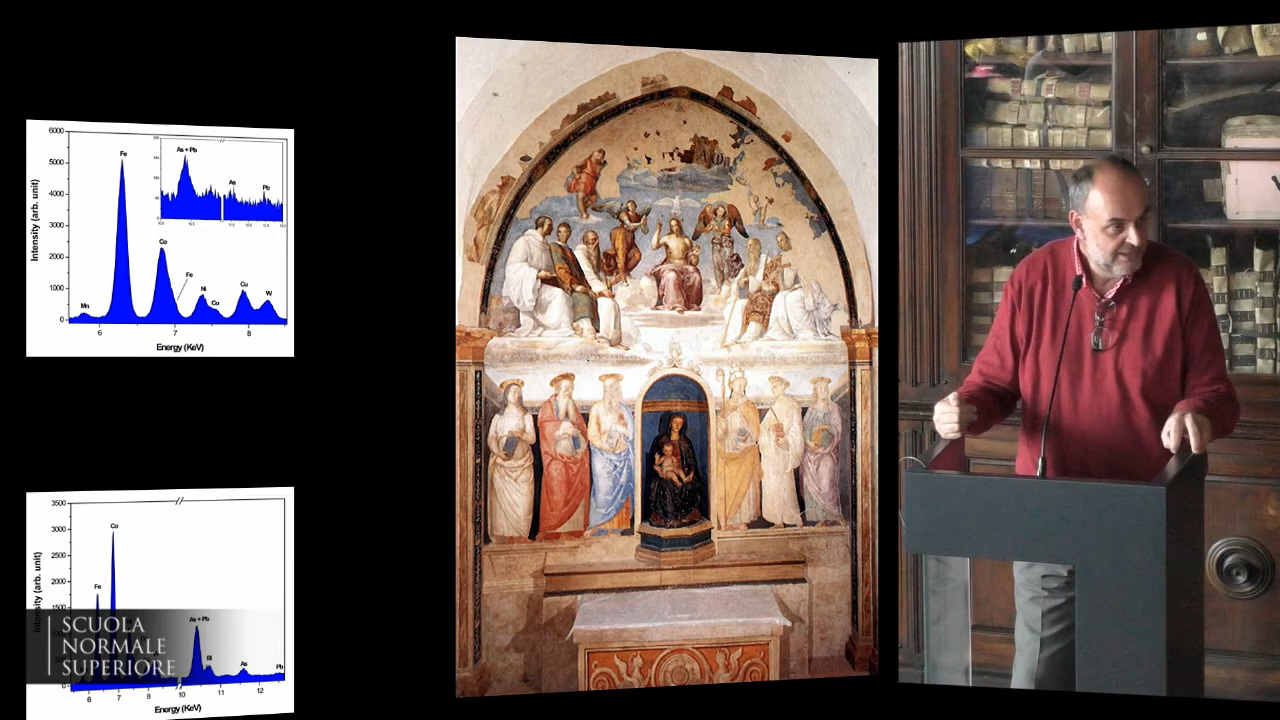 6000
5000
4000
3000
2000
1000
0
Intensity (arb. unit)
Mn
Fe
Co
Fe
Ni
Co
Cu
W
As + Pb
As
Pb
6
7
8
Energy (KeV)
3500
3000
2500
2000
Intensity (arb. unit)
Fe
Co
As + Pb
Bi
As
Pb
0
6
7
8
10
11
12
Energy (KeV)
SCUOLA
NORMALE
SUPERIORE